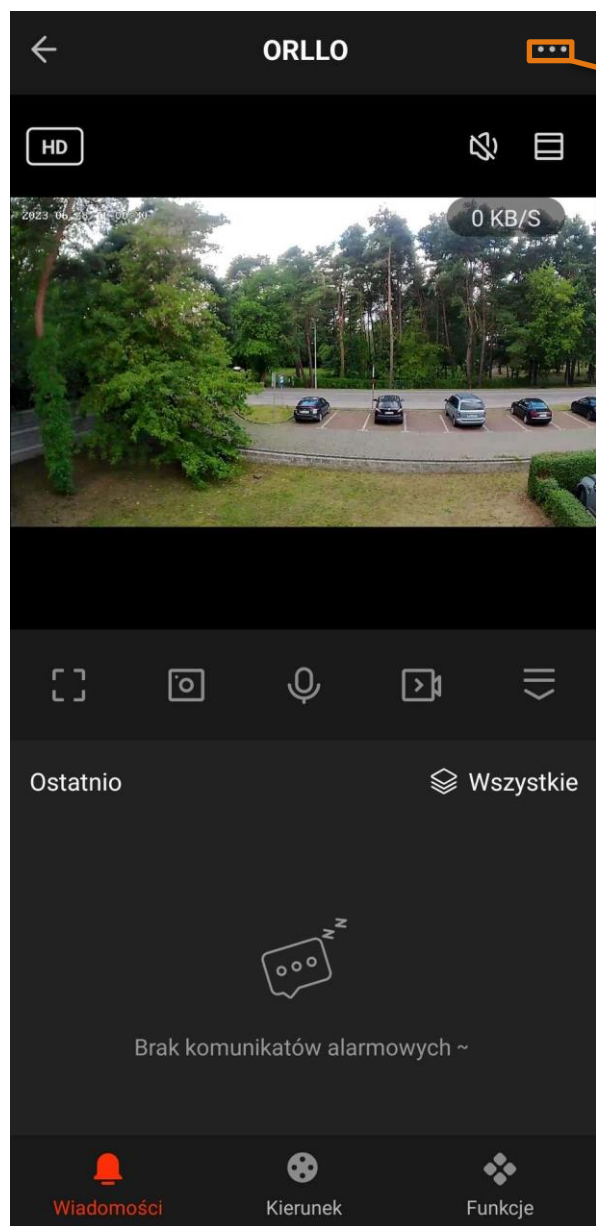 ORLLO
HD
0 KB/S
Ostatnio
Wszystkie
Brak komunikatów alarmowych ~
Wiadomości
Kierunek
Funkcje